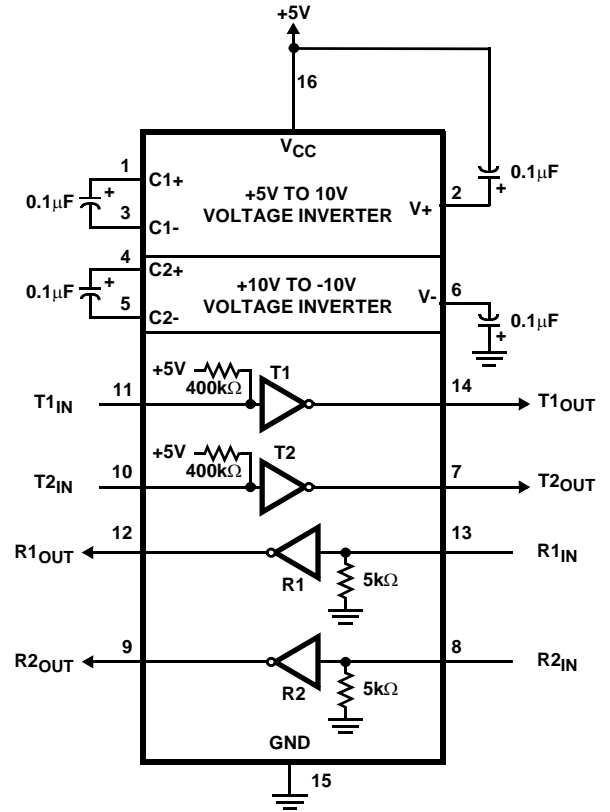 +5V
16
VCC
1
C1+
0.1μF
+
3
C1-
+5V TO 10V
VOLTAGE INVERTER
2
V+
0.1μF
+
4
C2+
0.1μF
+
5
C2-
+10V TO -10V
VOLTAGE INVERTER
V-
6
0.1μF
+
T1IN
11
+5V
400kΩ
T1
14
T1OUT
T2IN
10
+5V
400kΩ
T2
7
T2OUT
R1OUT
12
R1
5kΩ
13
R1IN
R2OUT
9
R2
5kΩ
8
R2IN
GND
15